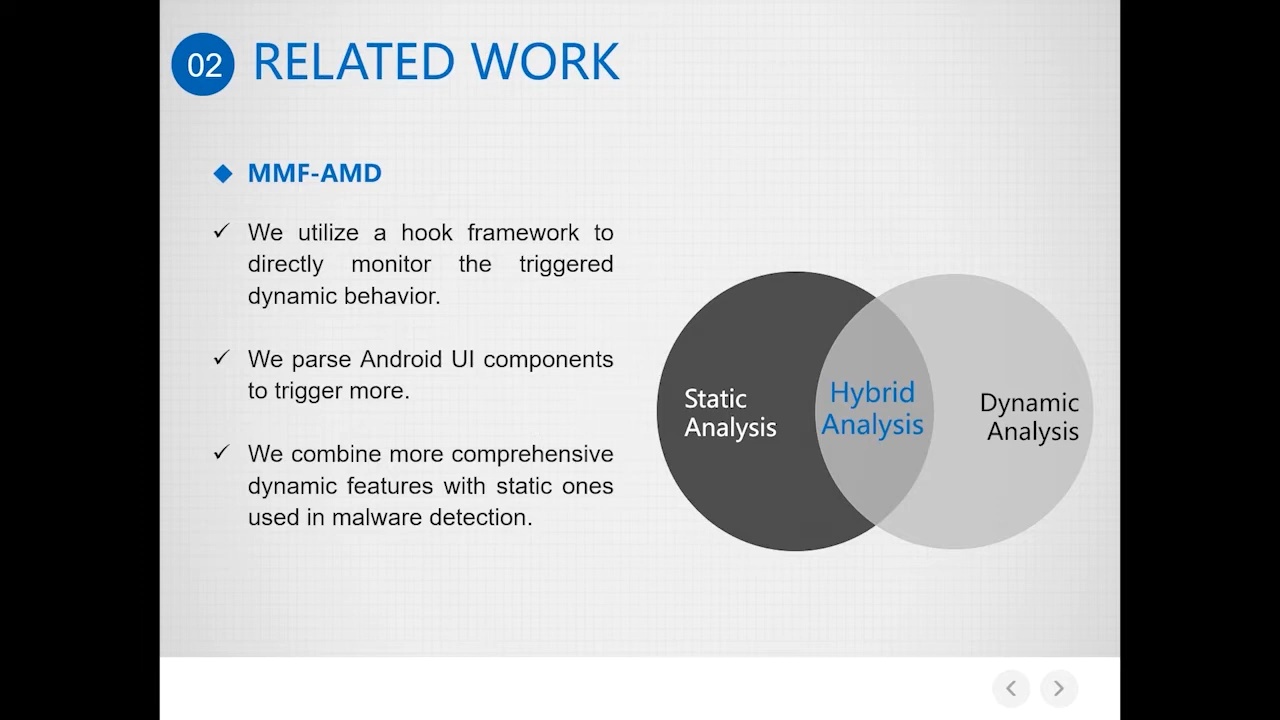 02 RELATED WORK
MMF-AMD
We utilize a hook framework to
directly monitor the triggered
dynamic behavior.
We parse Android UI components
to trigger more.
We combine more comprehensive
dynamic features with static ones
used in malware detection.
Static
Analysis
Hybrid
Analysis
Dynamic
Analysis